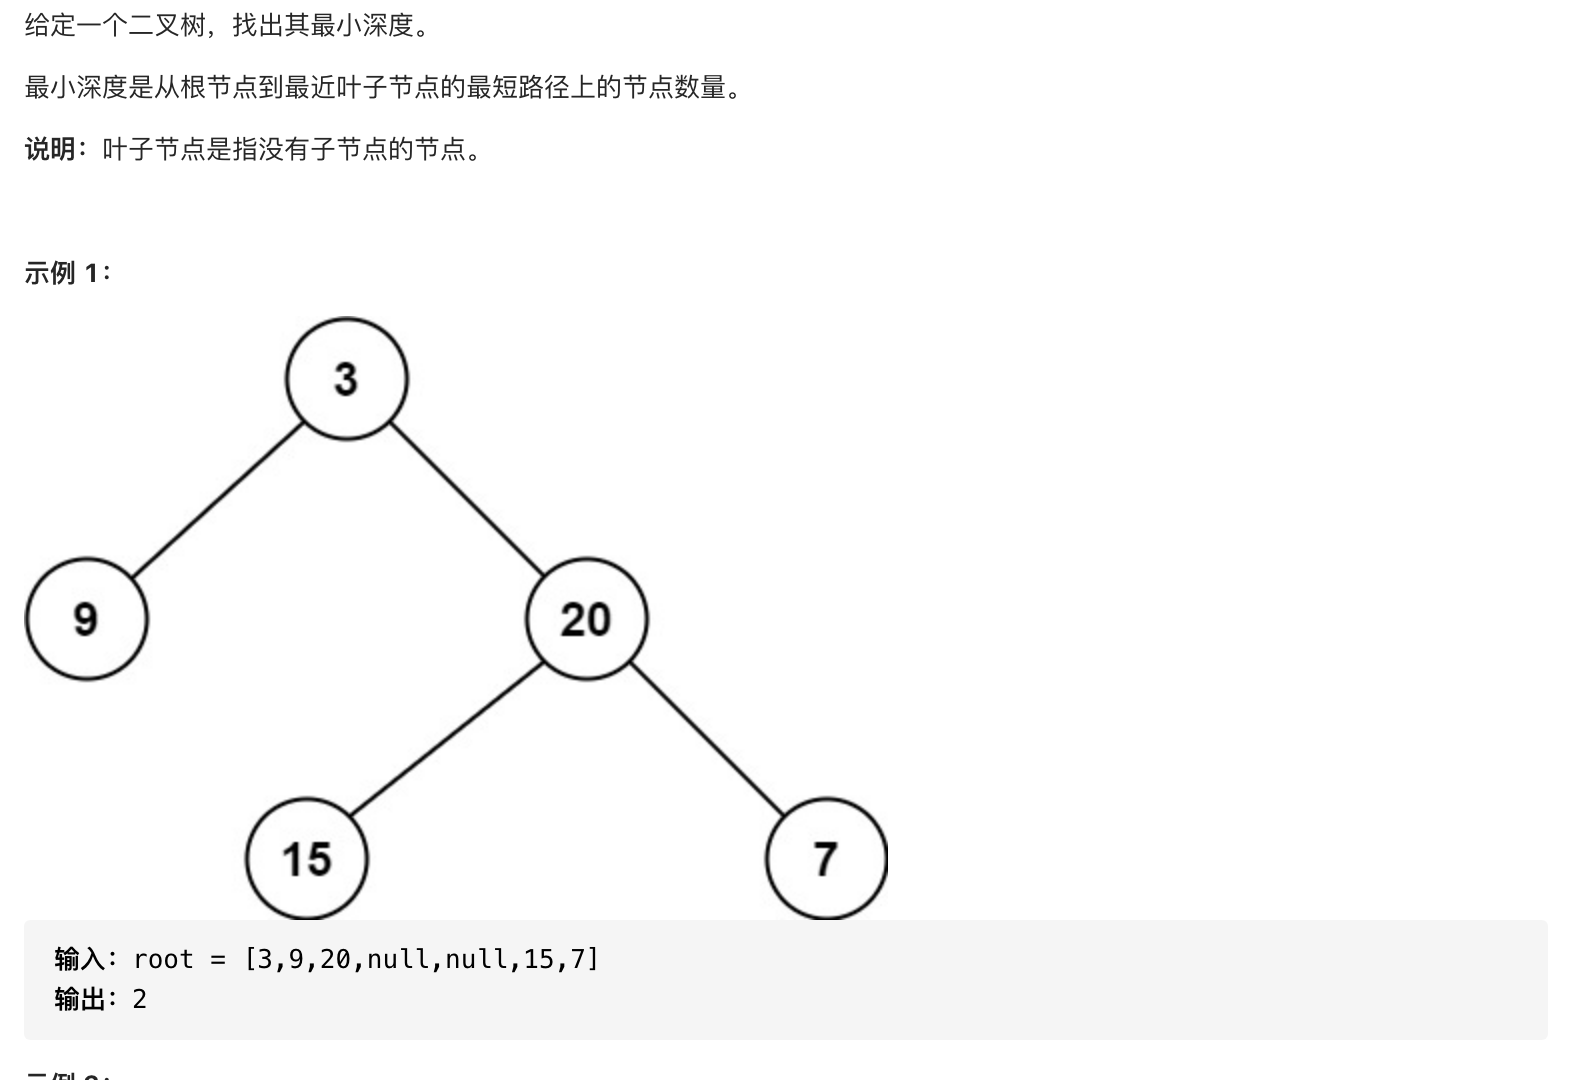 给定一个二叉树，找出其最小深度。
最小深度是从根节点到最近叶子节点的最短路径上的节点数量。
说明：叶子节点是指没有子节点的节点。
示例 1：
3
9
20
15
7
输入：root = [3,9,20,null,null,15,7]
输出：2